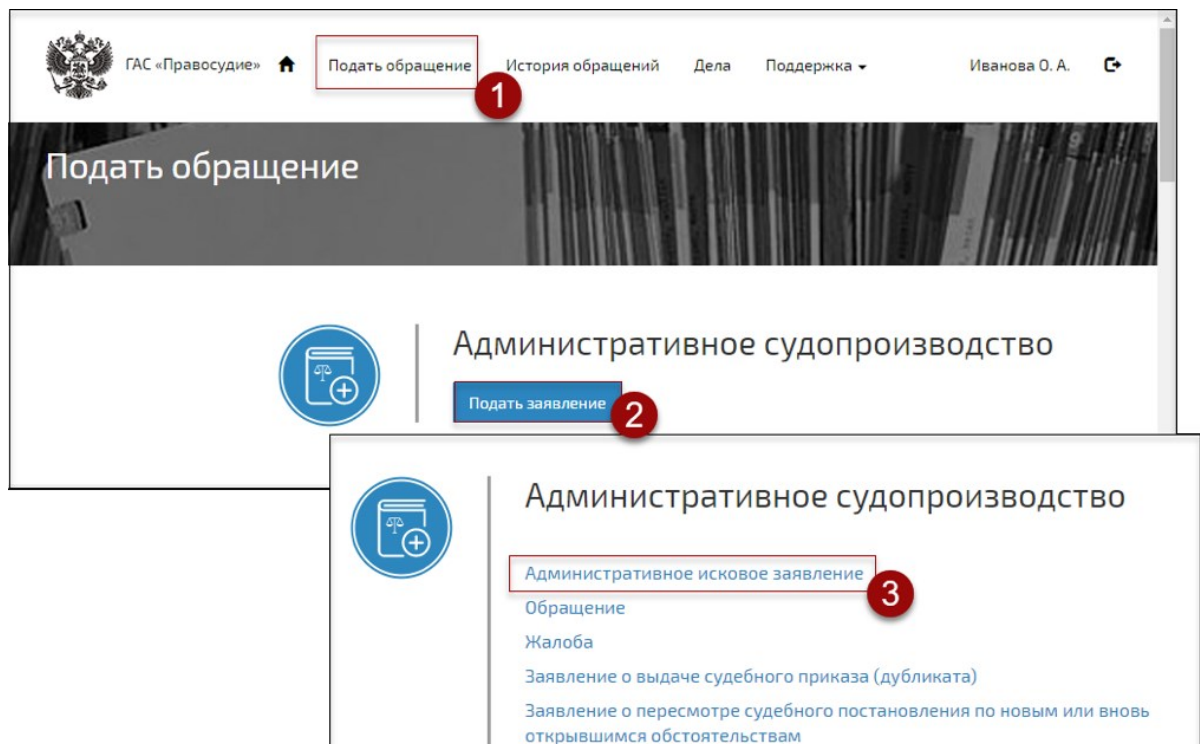 ГАС «Правосудие» Подать обращение История обращений Дела Поддержка Иванова О. А.
1
Подать обращение
Административное судопроизводство
Подать заявление
2
Административное судопроизводство
Административное исковое заявление
3
Обращение
Жалоба
Заявление о выдаче судебного приказа (дубликата)
Заявление о пересмотре судебного постановления по новым или вновь
открывшимся обстоятельствам